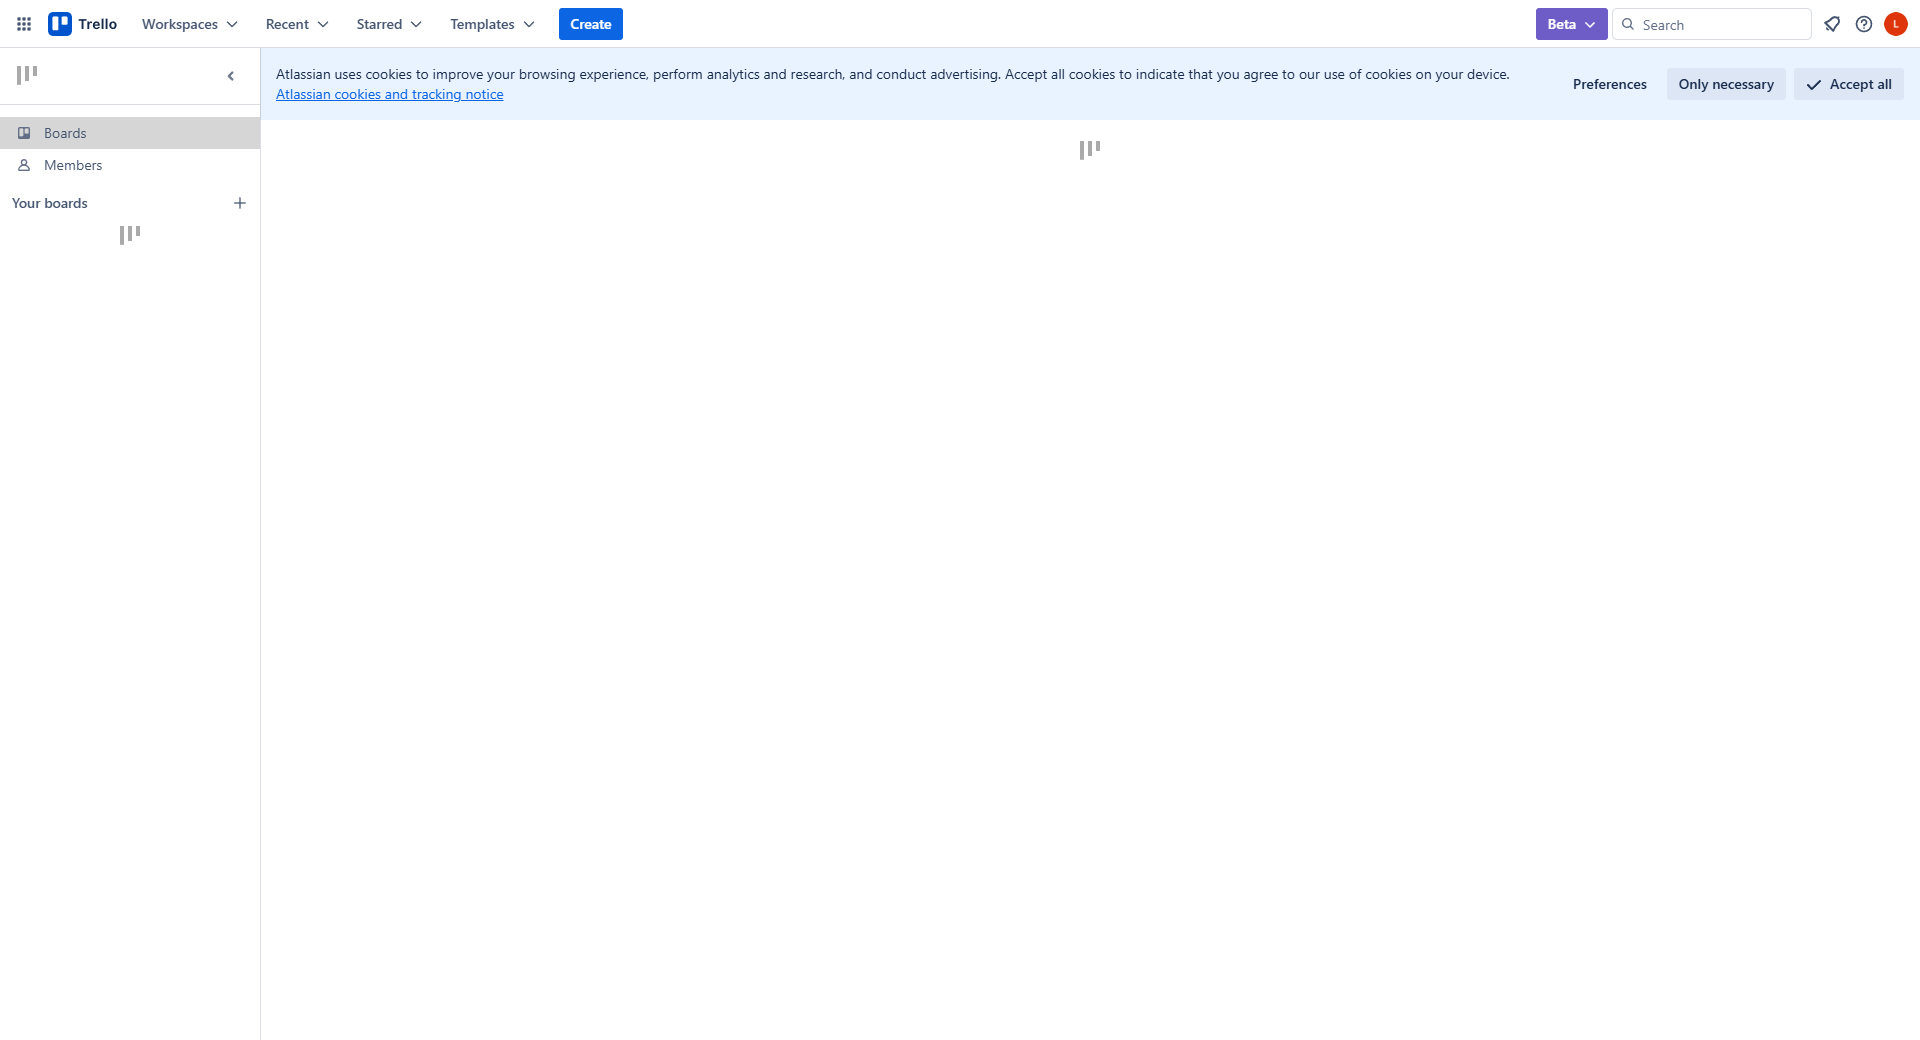 Trello
Workspaces
Recent
Starred
Templates
Create
Beta
Search
L
Atlassian uses cookies to improve your browsing experience, perform analytics and research, and conduct advertising. Accept all cookies to indicate that you agree to our use of cookies on your device.
Atlassian cookies and tracking notice
Preferences
Only necessary
Accept all
Boards
Members
Your boards